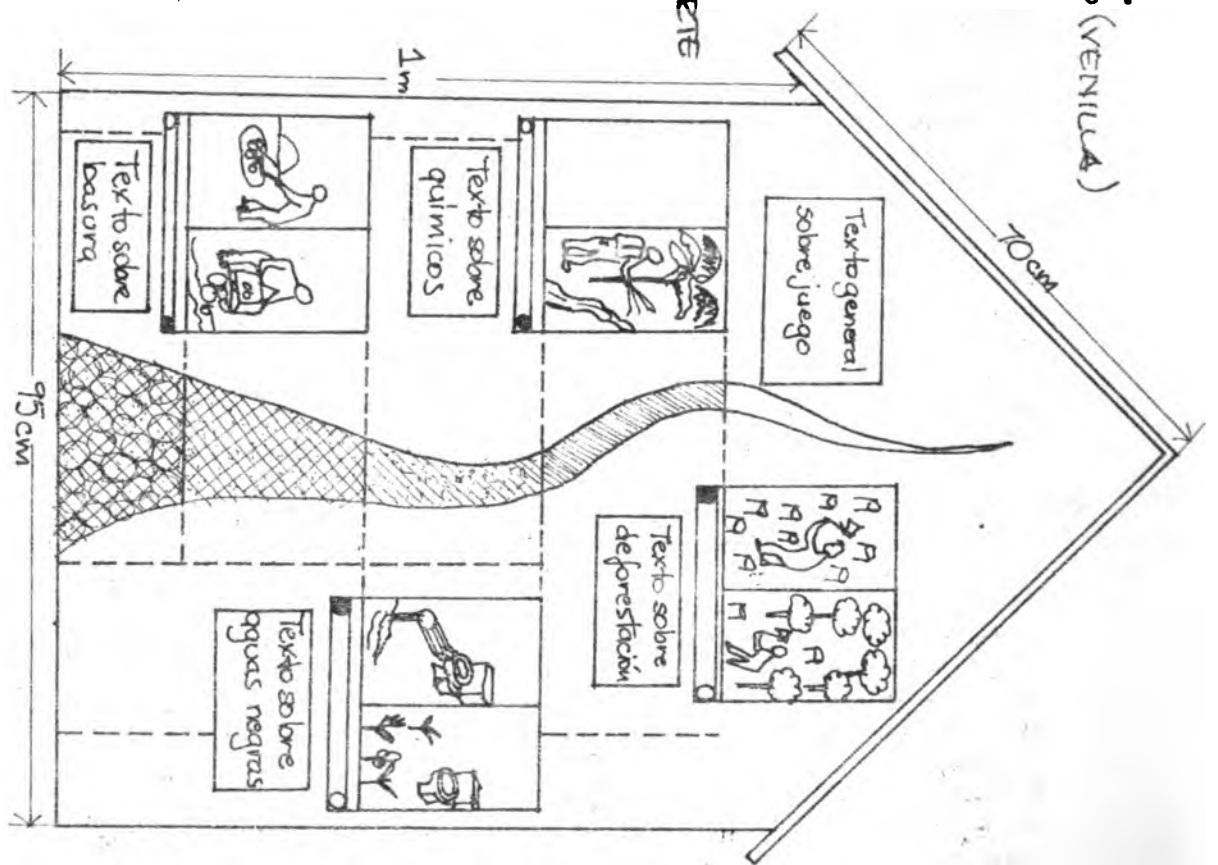 (VENILLA)
70cm
1m
Texto general
sobre juego
Texto sobre
deforestación
Texto sobre
químicos
Texto sobre
aguas negras
Texto sobre
basura
95cm